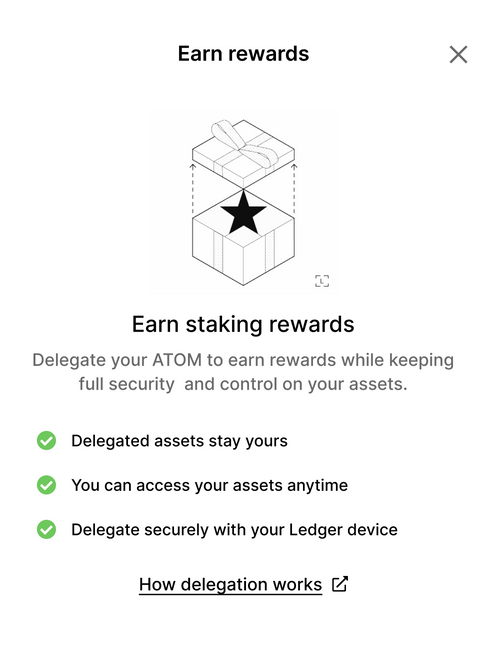 Earn rewards
Earn staking rewards
Delegate your ATOM to earn rewards while keeping
full security  and control on your assets.
Delegated assets stay yours
You can access your assets anytime
Delegate securely with your Ledger device
How delegation works